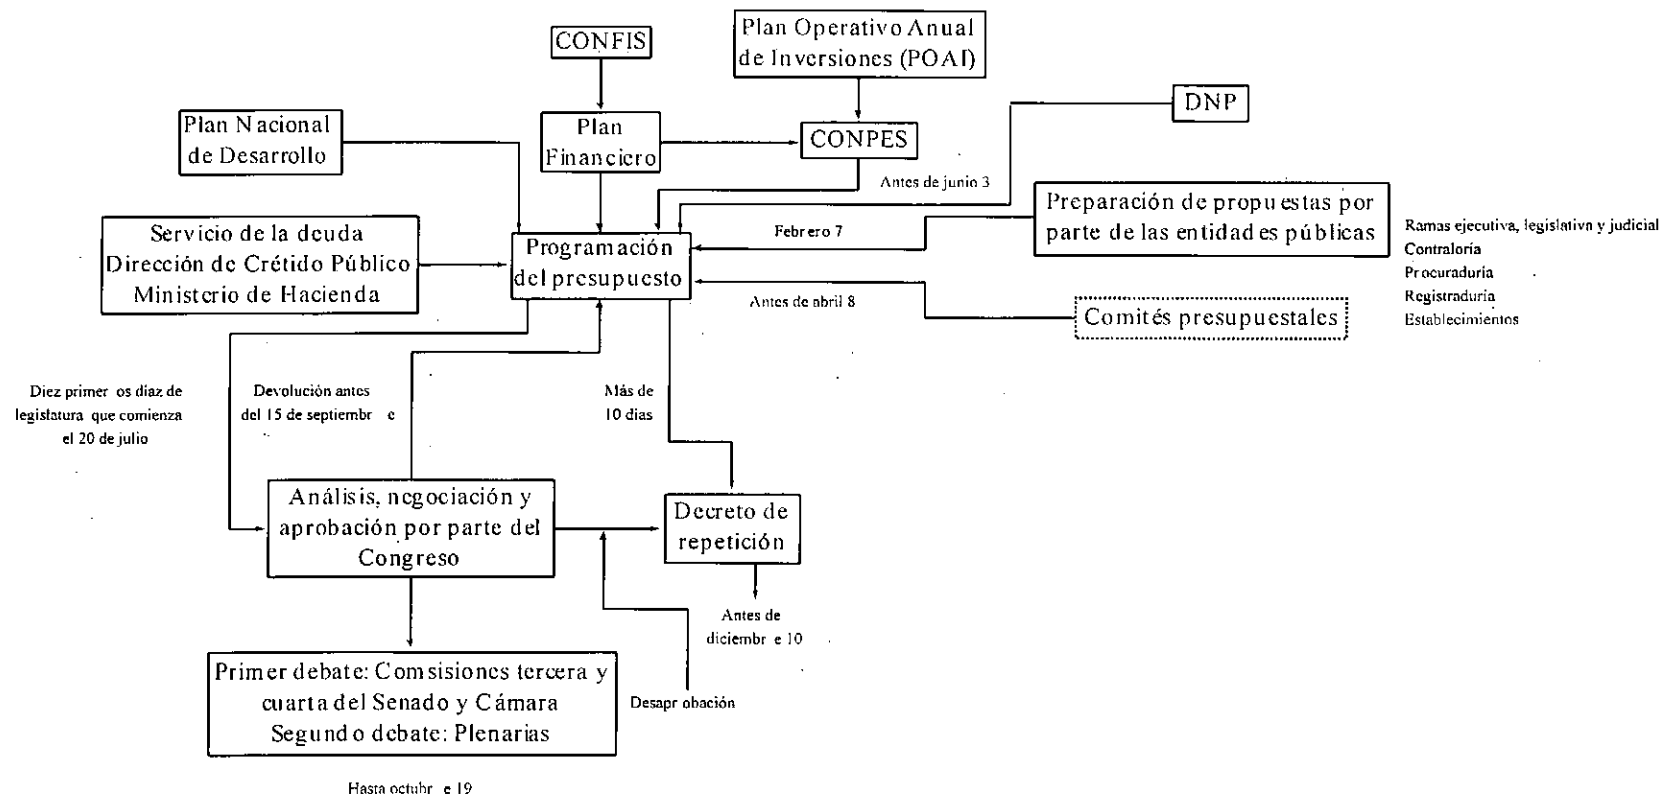 CONFIS
Plan Operativo Anual
de Inversiones (POAI)
DNP
Plan Nacional
de Desarrollo
Plan
Financiero
CONPES
Antes de junio 3
Preparación de propuestas por
parte de las entidades públicas
Ramas ejecutiva, legislativa y judicial
Contraloría
Procuraduría
Registraduría
Establecimientos
Servicio de la deuda
Dirección de Crétido Público
Ministerio de Hacienda
Programación
del presupuesto
Febrero 7
Antes de abril 8
Comités presupuestales
Diez primer os díaz de
legislatura que comienza
el 20 de julio
Devolución antes
del 15 de septiembr e
Más de
10 días
Análisis, negociación y
aprobación por parte del
Congreso
Decreto de
repetición
Antes de
diciembr e 10
Primer debate: Comsisiones tercera y
cuarta del Senado y Cámara
Segundo debate: Plenarias
Desapr obación
Hasta octubr e 19